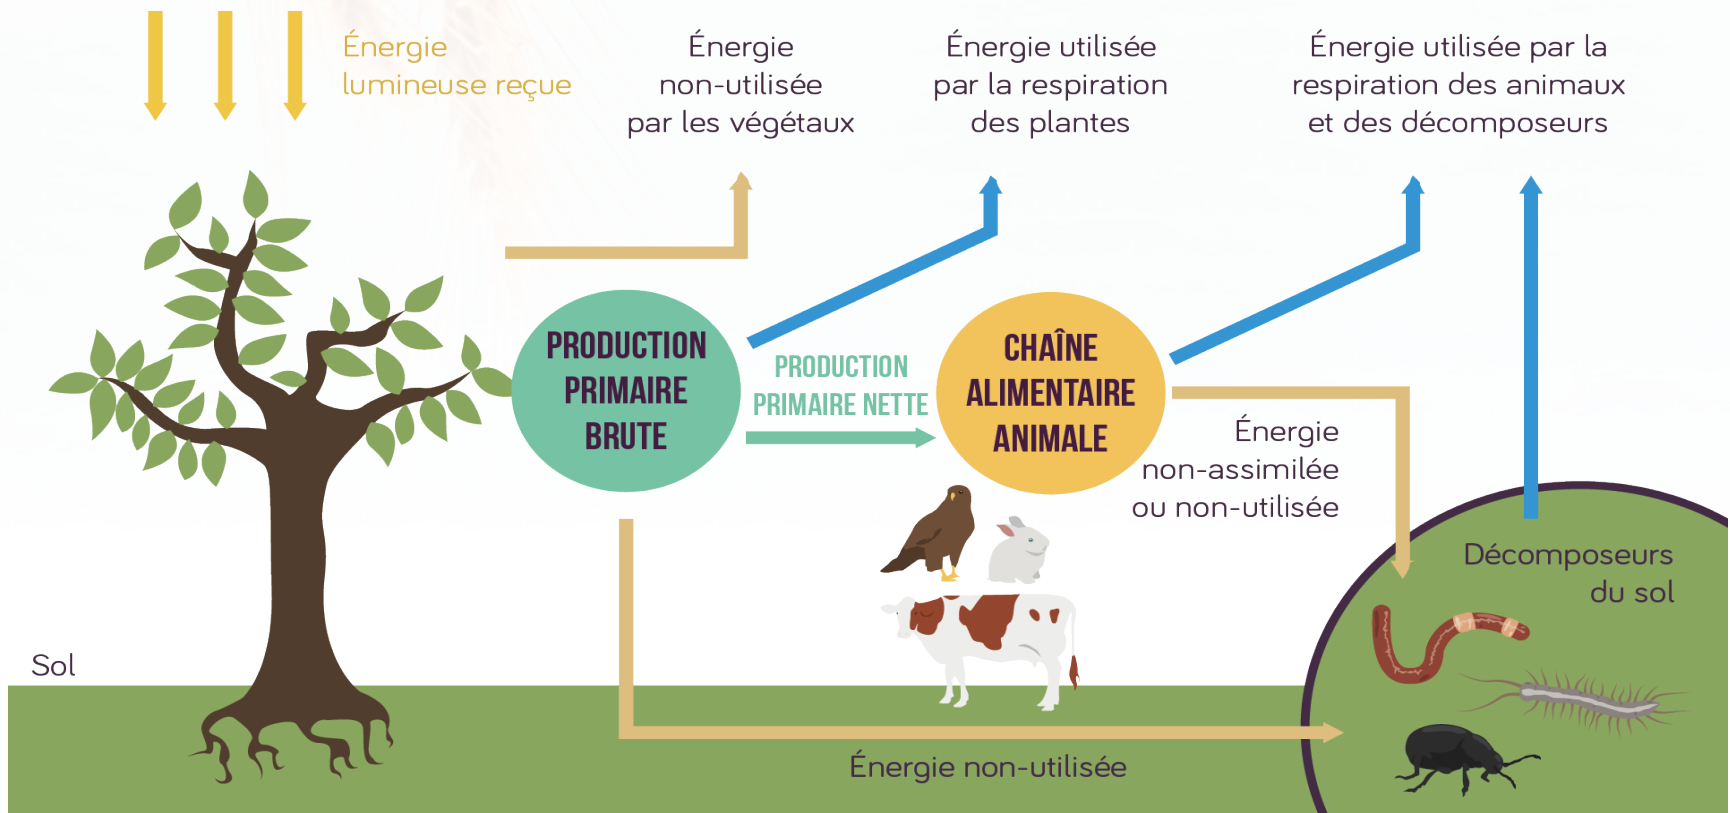 Énergie
lumineuse reçue
Énergie
non-utilisée
par les végétaux
Énergie utilisée
par la respiration
des plantes
Énergie utilisée par la
respiration des animaux
et des décomposeurs
PRODUCTION
PRIMAIRE
BRUTE
PRODUCTION
PRIMAIRE NETTE
CHAÎNE
ALIMENTAIRE
ANIMALE
Énergie
non-assimilée
ou non-utilisée
Décomposeurs
du sol
Sol
Énergie non-utilisée